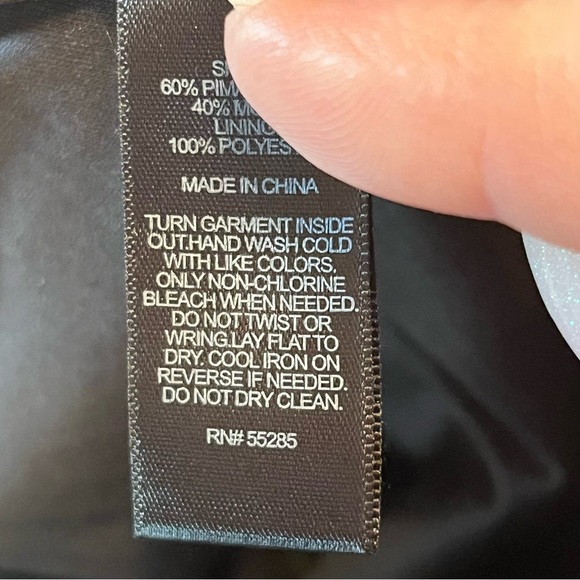 60% PIMA
40%
LINING
100%
MADE IN CHINA
TURN GARMENT INSIDE
OUT.HAND WASH COLD
WITH LIKE COLORS.
ONLY NON-CHLORINE
BLEACH WHEN NEEDED.
DO NOT TWIST OR
WRING.LAY FLAT TO
DRY. COOL IRON ON
REVERSE IF NEEDED.
DO NOT DRY CLEAN.
RN# 55285